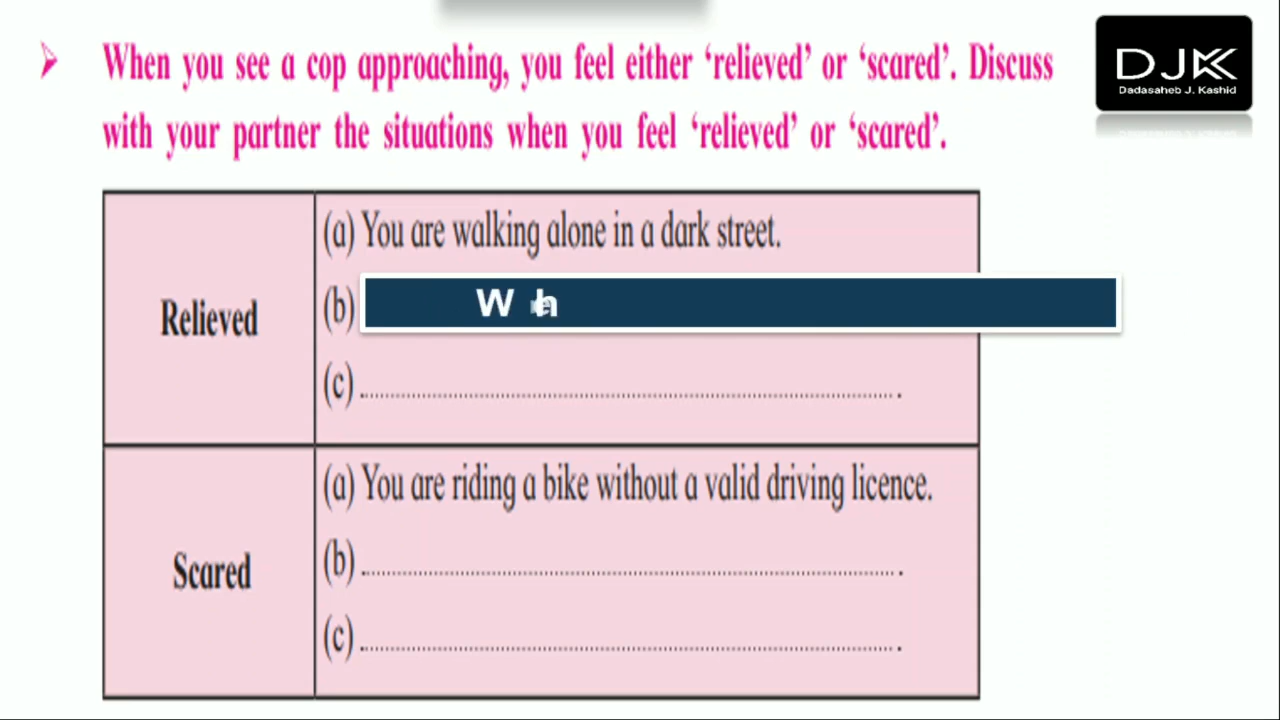 When you see a cop approaching, you feel either ‘relieved’ or ‘scared’. Discuss
with your partner the situations when you feel ‘relieved’ or ‘scared’.
DJK
Dadasaheb J. Kashid
Relieved
(a) You are walking alone in a dark street.
(b) W
(c) .
Scared
(a) You are riding a bike without a valid driving licence.
(b) .
(c) .